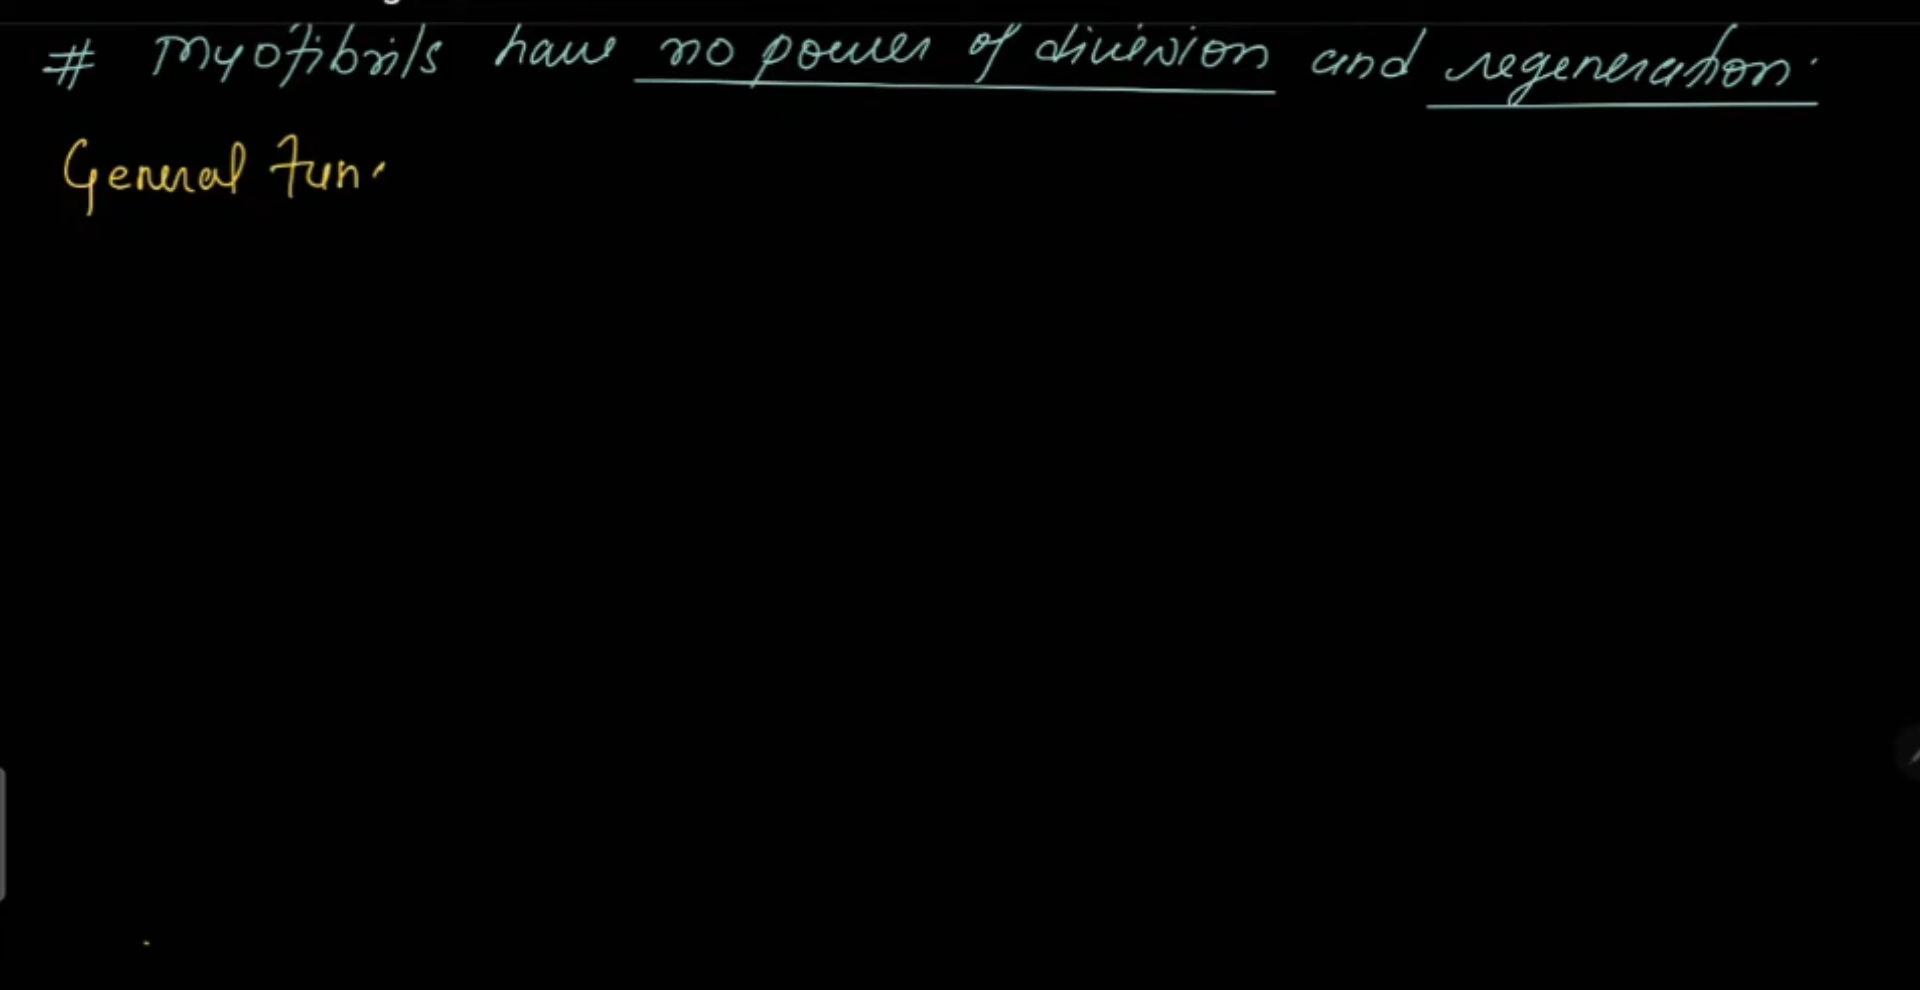 # Myofibrils have no power of division and regeneration.
General fun